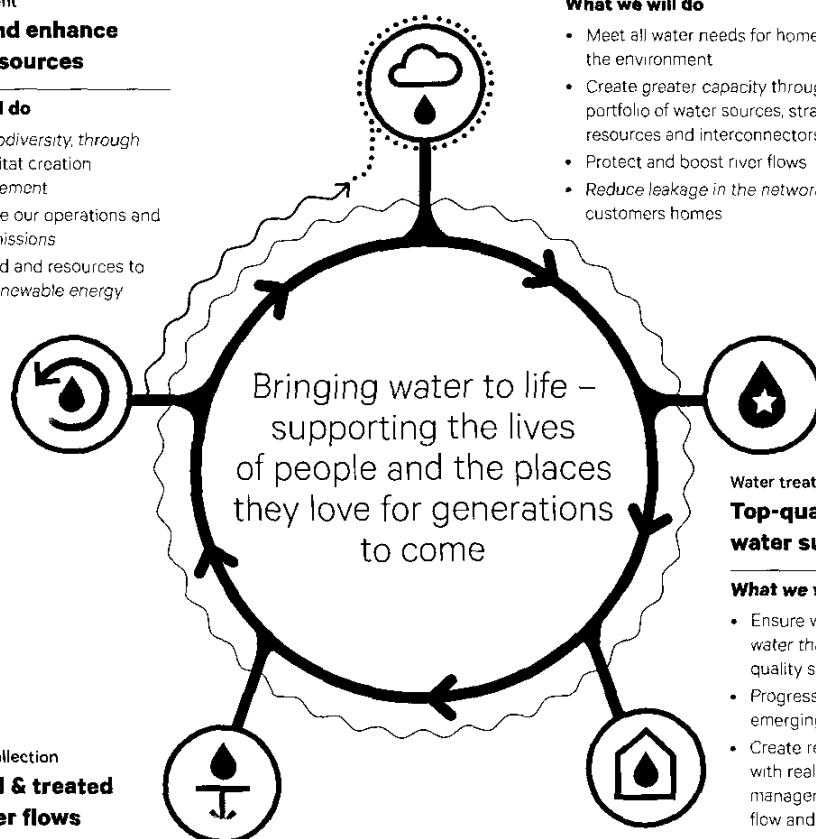 nd enhance
sources
l do
odiversity, through
itat creation
ement
e our operations and
issions
d and resources to
newable energy
What we will do
• Meet all water needs for home
the environment
• Create greater capacity throug
portfolio of water sources, stra
resources and interconnectors
• Protect and boost river flows
• Reduce leakage in the network
customers homes
Bringing water to life –
supporting the lives
of people and the places
they love for generations
to come
Water treat
Top-qua
water su
What we w
• Ensure w
water tha
quality s
• Progress
emerging
• Create re
with real
manager
flow and
ollection
l & treated
er flows